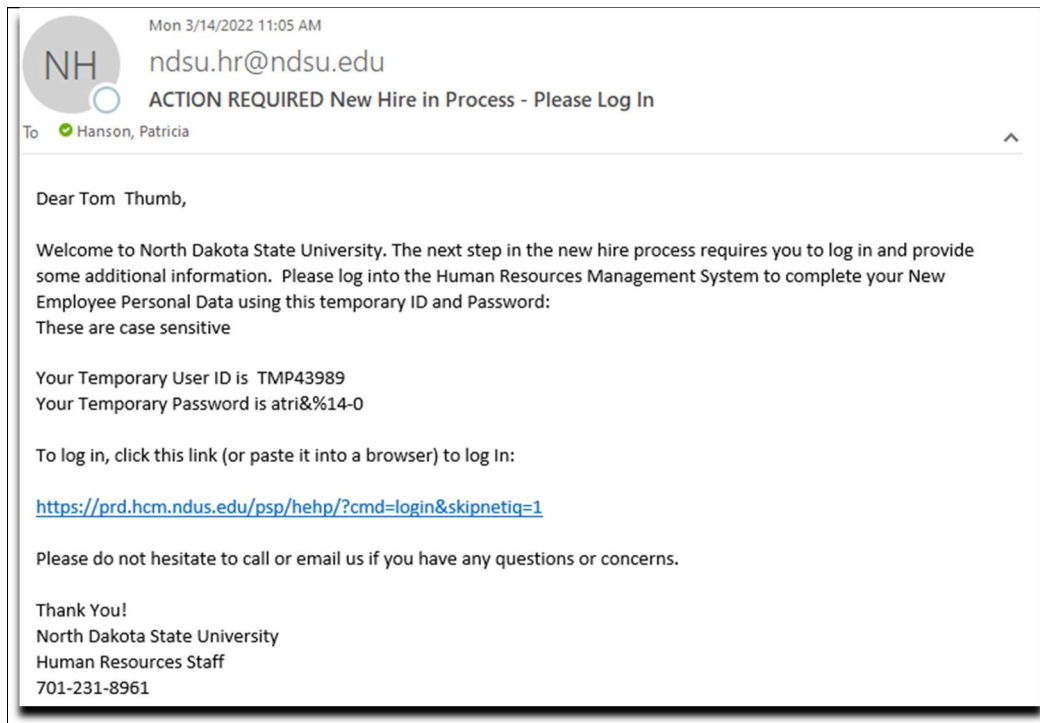 Mon 3/14/2022 11:05 AM
NH
ndsu.hr@ndsu.edu
ACTION REQUIRED New Hire in Process - Please Log In
To Hanson, Patricia
Dear Tom  Thumb,
Welcome to North Dakota State University. The next step in the new hire process requires you to log in and provide
some additional information.  Please log into the Human Resources Management System to complete your New
Employee Personal Data using this temporary ID and Password:
These are case sensitive
Your Temporary User ID is  TMP43989
Your Temporary Password is atri&%14-0
To log in, click this link (or paste it into a browser) to log In:
https://prd.hcm.ndus.edu/psp/hehp/?cmd=login&skipnetiq=1
Please do not hesitate to call or email us if you have any questions or concerns.
Thank You!
North Dakota State University
Human Resources Staff
701-231-8961